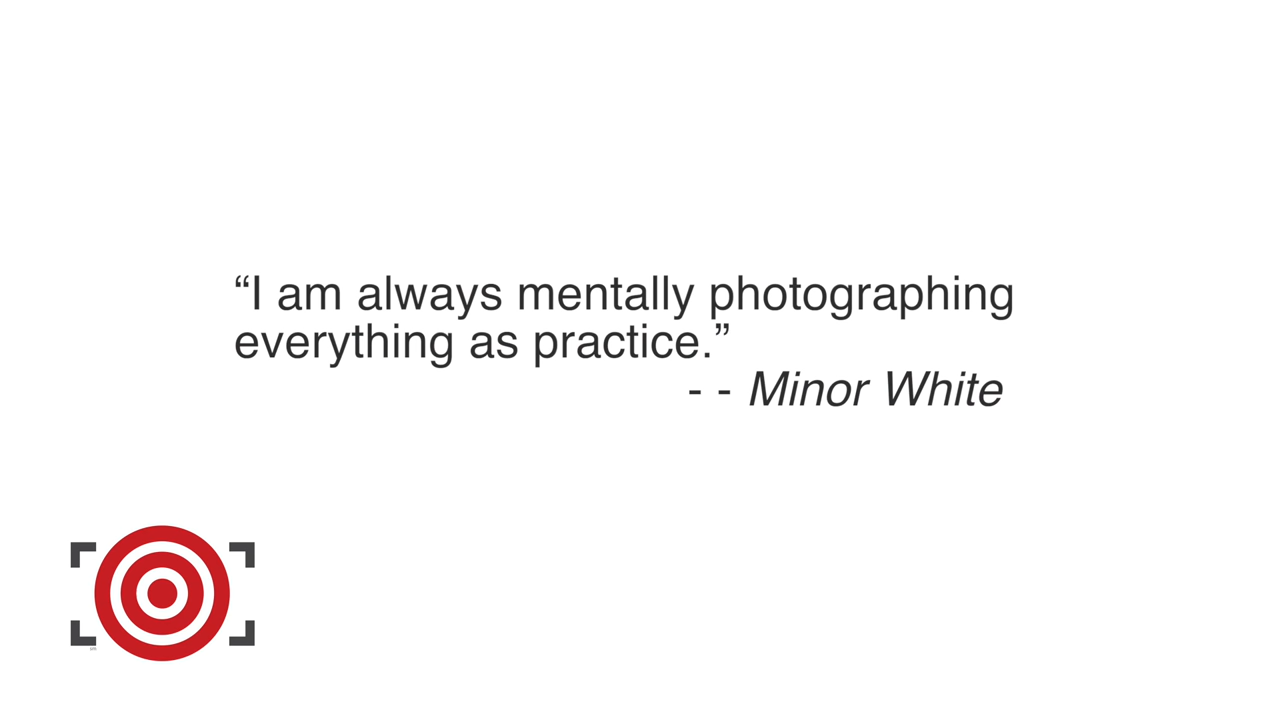 “I am always mentally photographing
everything as practice.”
- - Minor White